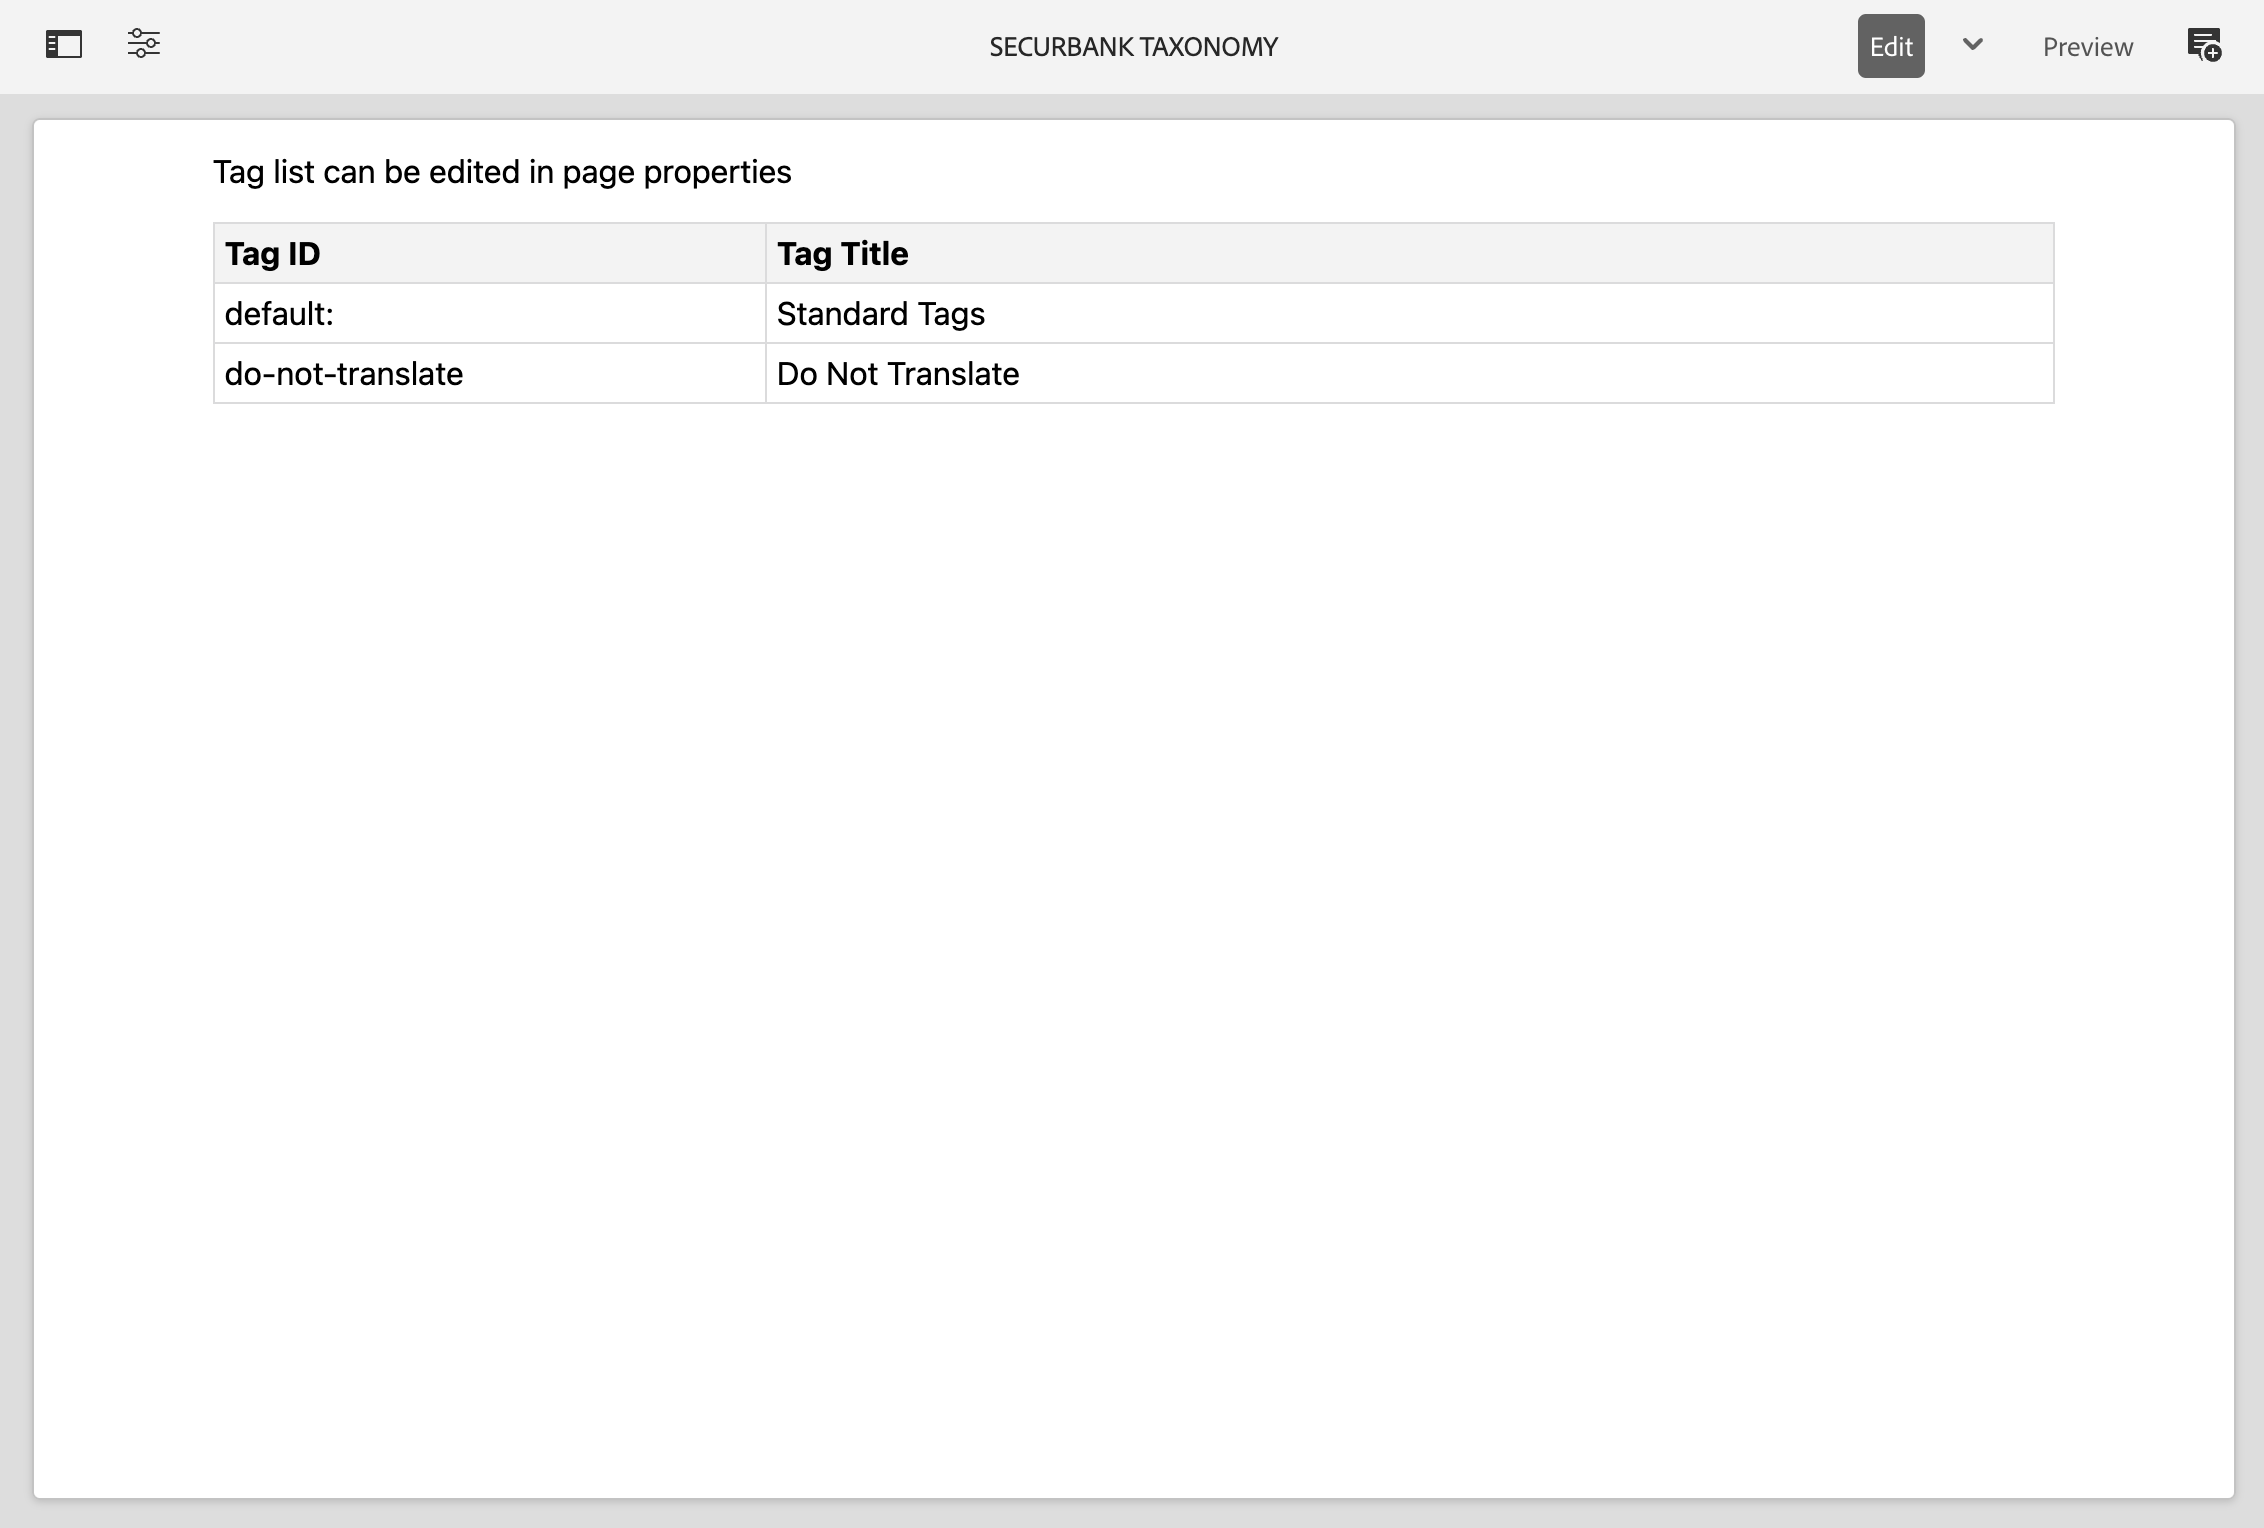 SECURBANK TAXONOMY
Edit
Preview
Tag list can be edited in page properties
Tag ID Tag Title
default: Standard Tags
do-not-translate Do Not Translate